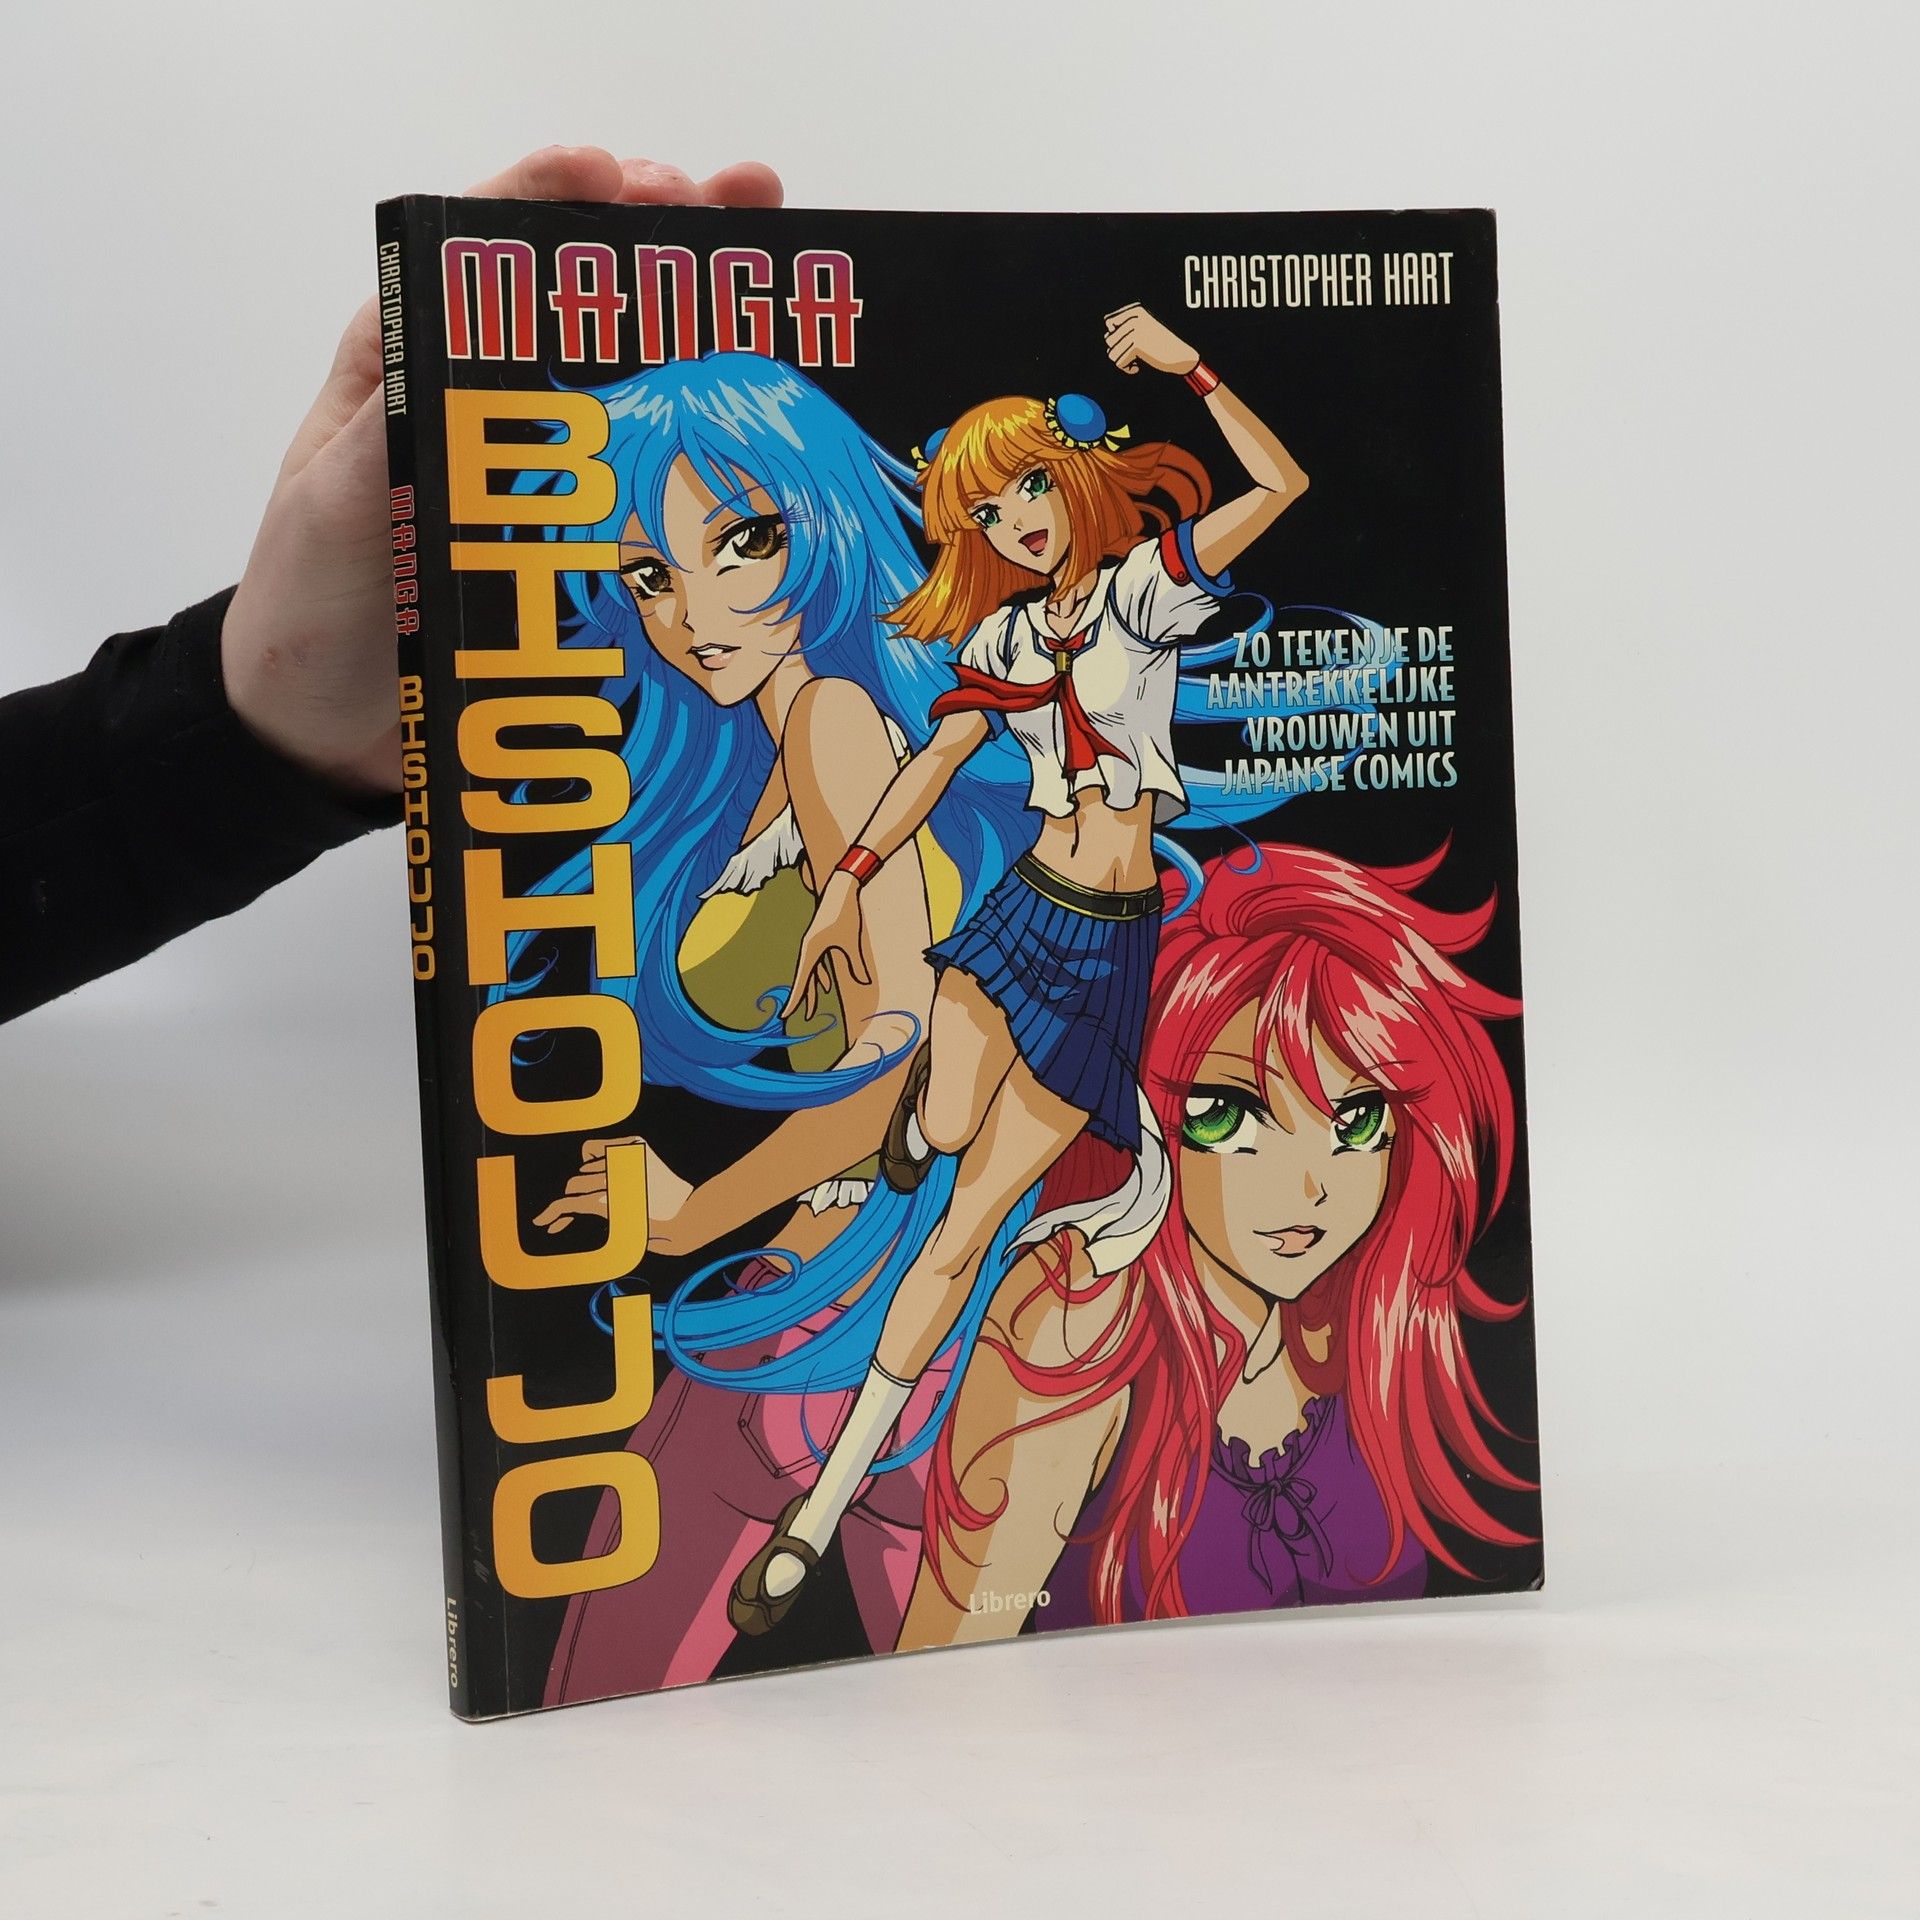 MANGA
BISHOUJO
CHRISTOPHER HART
ZO TEKEN JE DE
AANTREKKELIJKE
VROUWEN UIT
JAPANSE COMICS
Librero
CHRISTOPHER HART
MANGA
BISHOUJO
Librero